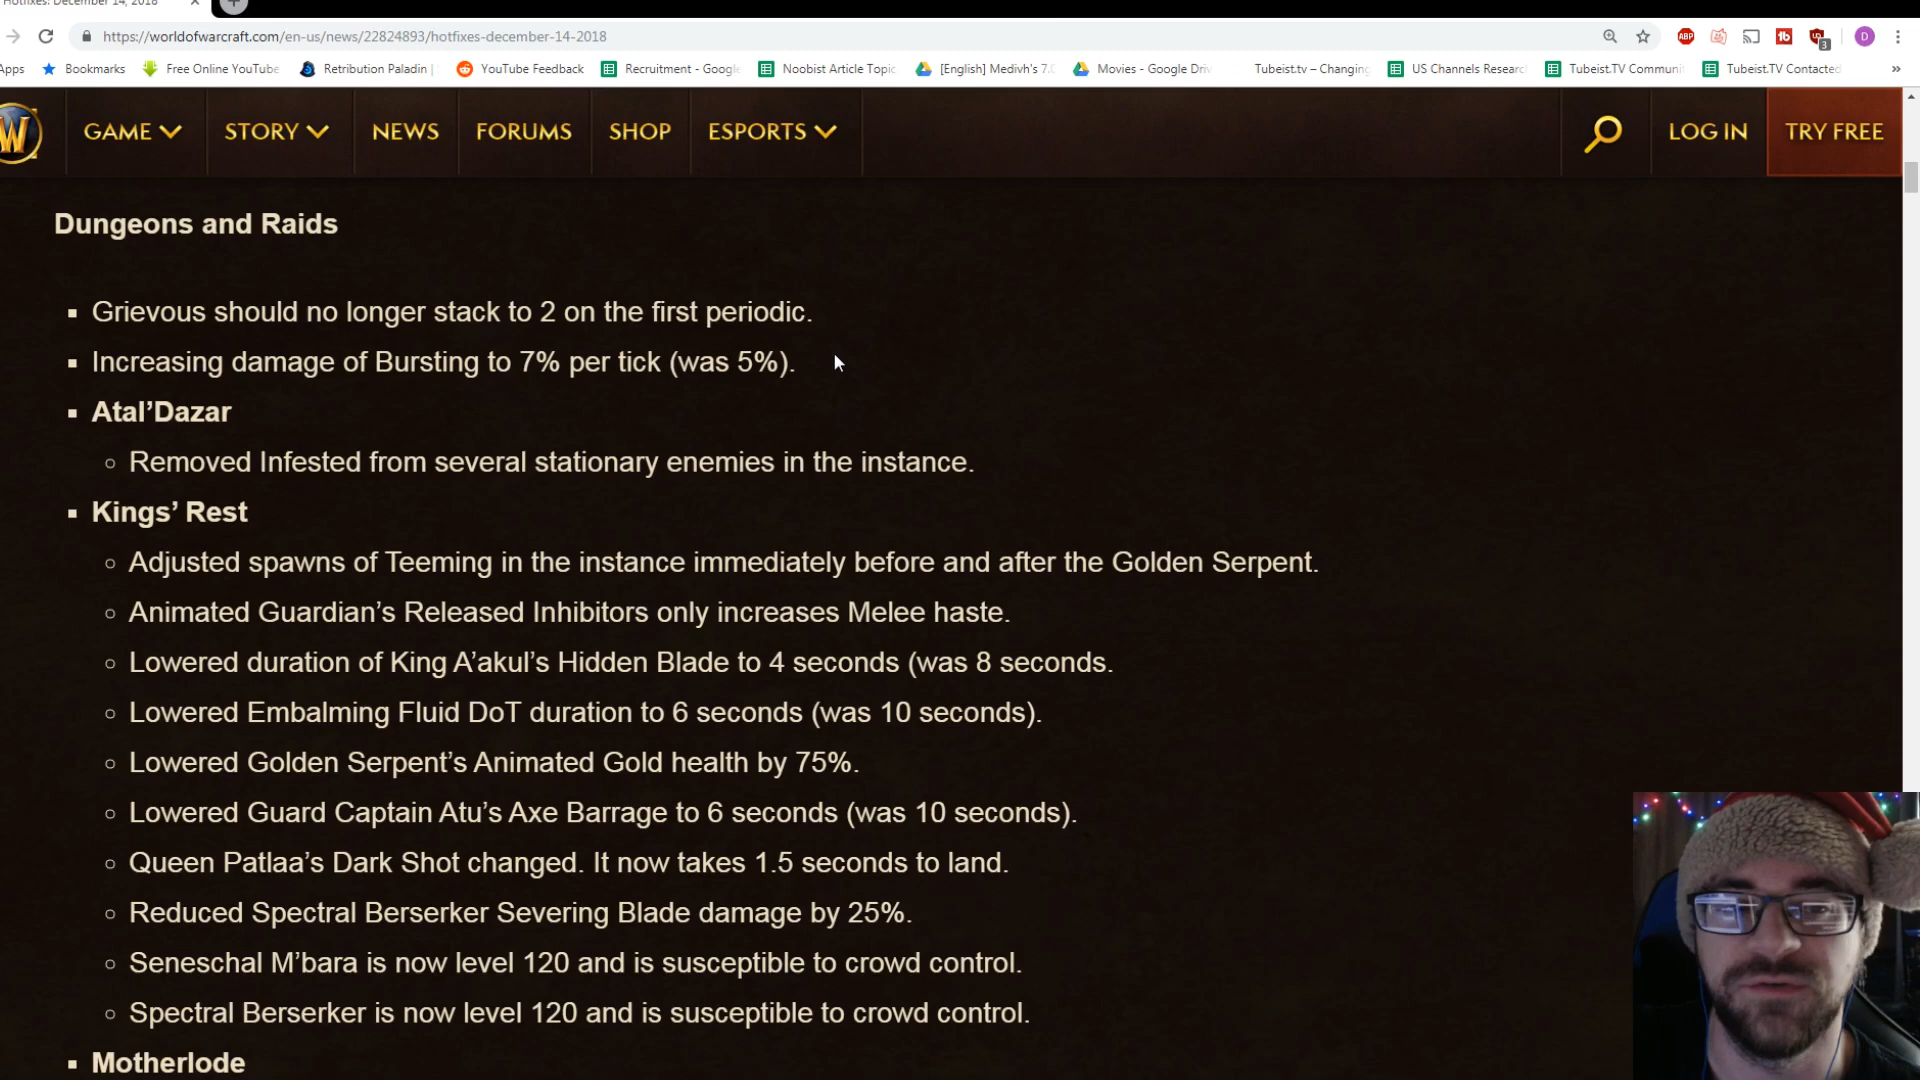 Hotfixes: December 14, 2018
https://worldofwarcraft.com/en-us/news/22824893/hotfixes-december-14-2018
ABP
3
D
Apps
Bookmarks
Free Online YouTube
Retribution Paladin |
YouTube Feedback
Recruitment - Google
Noobist Article Topic
[English] Medivh's 7.
Movies - Google Driv
Tubeist.tv – Changing
US Channels Researc
Tubeist.TV Communi
Tubeist.TV Contacted
»
W
GAME
STORY
NEWS
FORUMS
SHOP
ESPORTS
LOG IN
TRY FREE
Dungeons and Raids
Grievous should no longer stack to 2 on the first periodic.
Increasing damage of Bursting to 7% per tick (was 5%).
Atal’Dazar
Removed Infested from several stationary enemies in the instance.
Kings’ Rest
Adjusted spawns of Teeming in the instance immediately before and after the Golden Serpent.
Animated Guardian’s Released Inhibitors only increases Melee haste.
Lowered duration of King A’akul’s Hidden Blade to 4 seconds (was 8 seconds.
Lowered Embalming Fluid DoT duration to 6 seconds (was 10 seconds).
Lowered Golden Serpent’s Animated Gold health by 75%.
Lowered Guard Captain Atu’s Axe Barrage to 6 seconds (was 10 seconds).
Queen Patlaa’s Dark Shot changed. It now takes 1.5 seconds to land.
Reduced Spectral Berserker Severing Blade damage by 25%.
Seneschal M’bara is now level 120 and is susceptible to crowd control.
Spectral Berserker is now level 120 and is susceptible to crowd control.
Motherlode